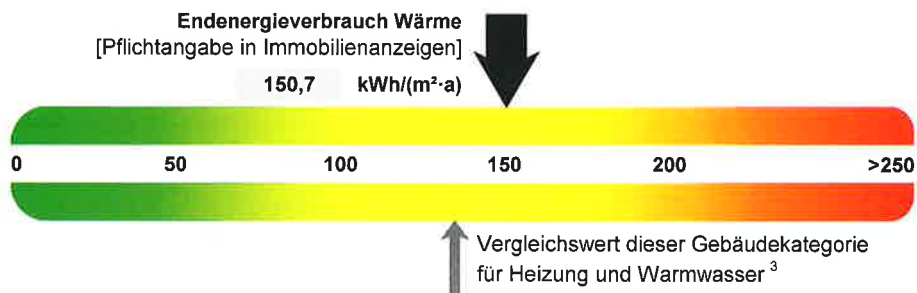 Endenergieverbrauch Wärme
[Pflichtangabe in Immobilienanzeigen]
150,7 kWh/(m²·a)
0 50 100 150 200 >250
Vergleichswert dieser Gebäudekategorie
für Heizung und Warmwasser ³